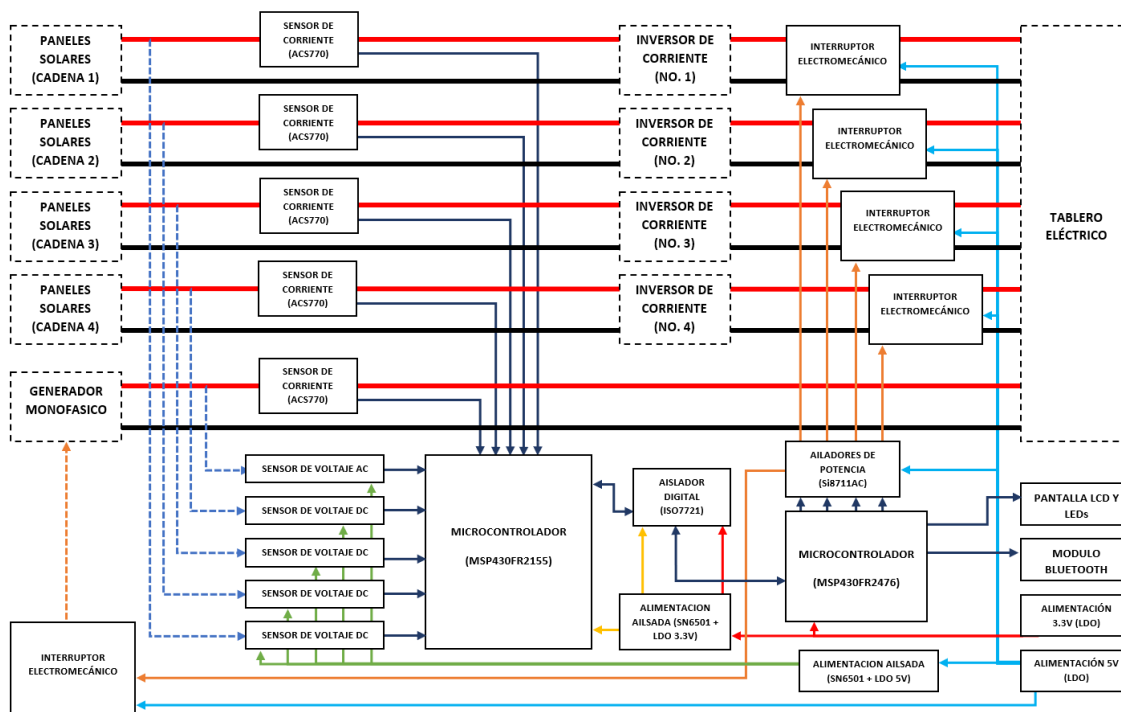 PANELES
SOLARES
(CADENA 1)
SENSOR DE
CORRIENTE
(ACS770)
INVERSOR DE
CORRIENTE
(NO. 1)
INTERRUPTOR
ELECTROMECÁNICO
PANELES
SOLARES
(CADENA 2)
SENSOR DE
CORRIENTE
(ACS770)
INVERSOR DE
CORRIENTE
(NO. 2)
INTERRUPTOR
ELECTROMECÁNICO
PANELES
SOLARES
(CADENA 3)
SENSOR DE
CORRIENTE
(ACS770)
INVERSOR DE
CORRIENTE
(NO. 3)
INTERRUPTOR
ELECTROMECÁNICO
TABLERO
ELÉCTRICO
PANELES
SOLARES
(CADENA 4)
SENSOR DE
CORRIENTE
(ACS770)
INVERSOR DE
CORRIENTE
(NO. 4)
INTERRUPTOR
ELECTROMECÁNICO
GENERADOR
MONOFASICO
SENSOR DE
CORRIENTE
(ACS770)
SENSOR DE VOLTAJE AC
SENSOR DE VOLTAJE DC
SENSOR DE VOLTAJE DC
SENSOR DE VOLTAJE DC
SENSOR DE VOLTAJE DC
MICROCONTROLADOR
(MSP430FR2155)
AISLADOR
DIGITAL
(ISO7721)
AILADORES DE
POTENCIA
(Si8711AC)
MICROCONTROLADOR
(MSP430FR2476)
PANTALLA LCD Y
LEDs
MODULO
BLUETOOTH
ALIMENTACION
AILSADA (SN6501 +
LDO 3.3V)
ALIMENTACIÓN
3.3V (LDO)
INTERRUPTOR
ELECTROMECÁNICO
ALIMENTACION AILSADA
(SN6501 + LDO 5V)
ALIMENTACIÓN 5V
(LDO)